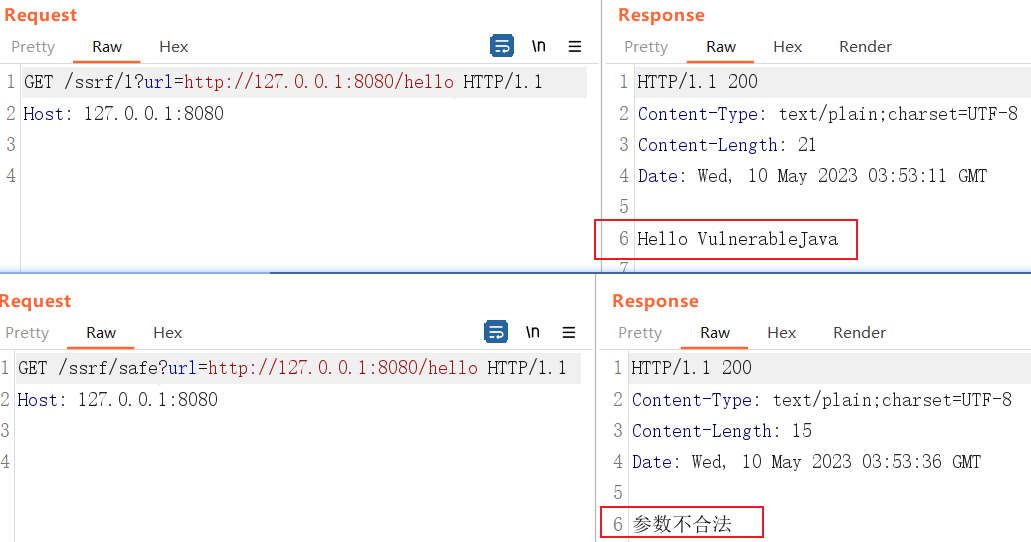 Request
Pretty Raw Hex \n
1 GET /ssrf/1?url=http://127.0.0.1:8080/hello HTTP/1.1
2 Host: 127.0.0.1:8080
3
4
Response
Pretty Raw Hex Render
1 HTTP/1.1 200
2 Content-Type: text/plain;charset=UTF-8
3 Content-Length: 21
4 Date: Wed, 10 May 2023 03:53:11 GMT
5
6 Hello VulnerableJava
7
Request
Pretty Raw Hex \n
1 GET /ssrf/safe?url=http://127.0.0.1:8080/hello HTTP/1.1
2 Host: 127.0.0.1:8080
3
4
Response
Pretty Raw Hex Render
1 HTTP/1.1 200
2 Content-Type: text/plain;charset=UTF-8
3 Content-Length: 15
4 Date: Wed, 10 May 2023 03:53:36 GMT
5
6 参数不合法